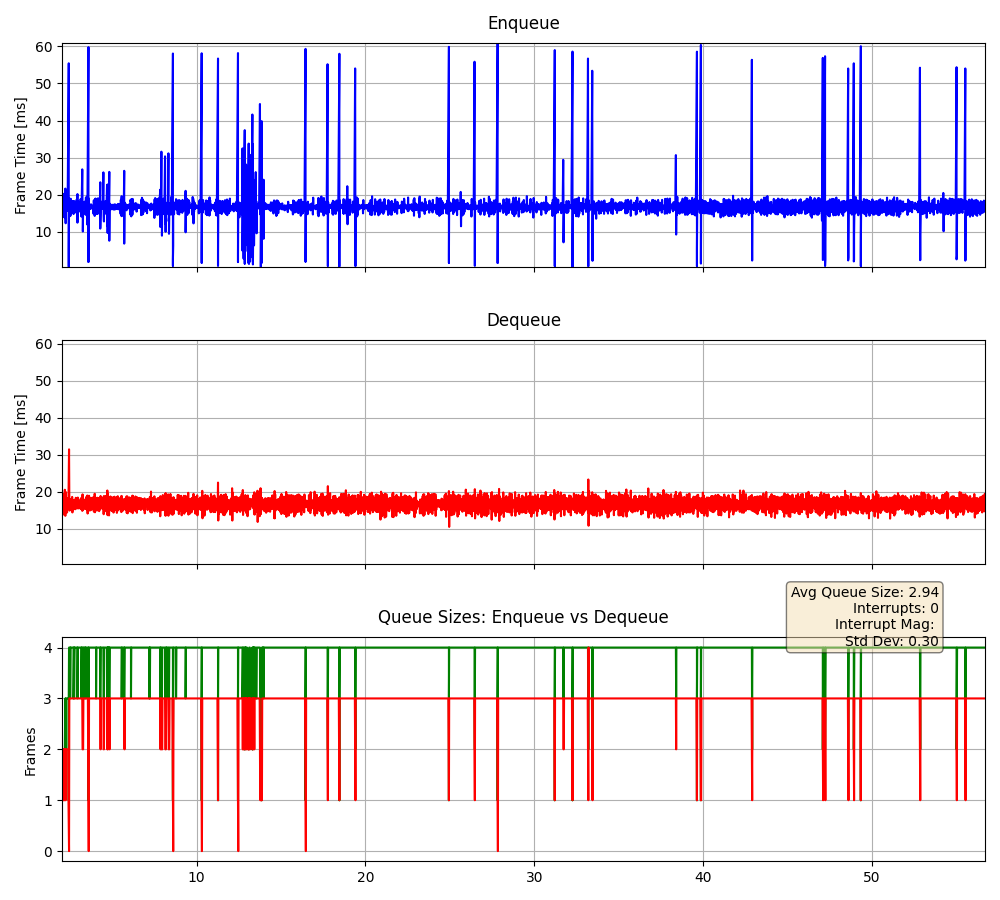 Enqueue
Frame Time [ms]
60
50
40
30
20
10
Dequeue
Frame Time [ms]
60
50
40
30
20
10
Avg Queue Size: 2.94
Interrupts: 0
Interrupt Mag:
Std Dev: 0.30
Queue Sizes: Enqueue vs Dequeue
Frames
4
3
2
1
0
10 20 30 40 50